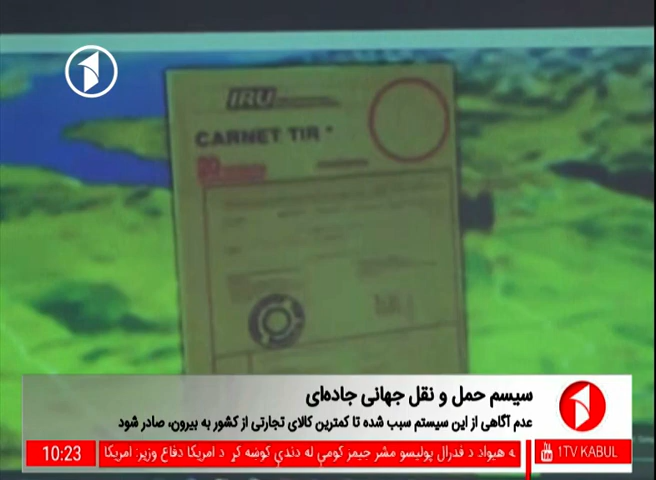 IRU
CARNET TIR *
سیسم حمل و نقل جهانی جاده‌ای
عدم آگاهی از این سیستم سبب شده تا کمترین کالای تجارتی از کشور به بیرون، صادر شود
10:23
ه هیواد د فدرال پولیسو مشر جیمز کومي له دندې کوښه کړ د امریکا دفاع وزیر: امریکا
1TV KABUL